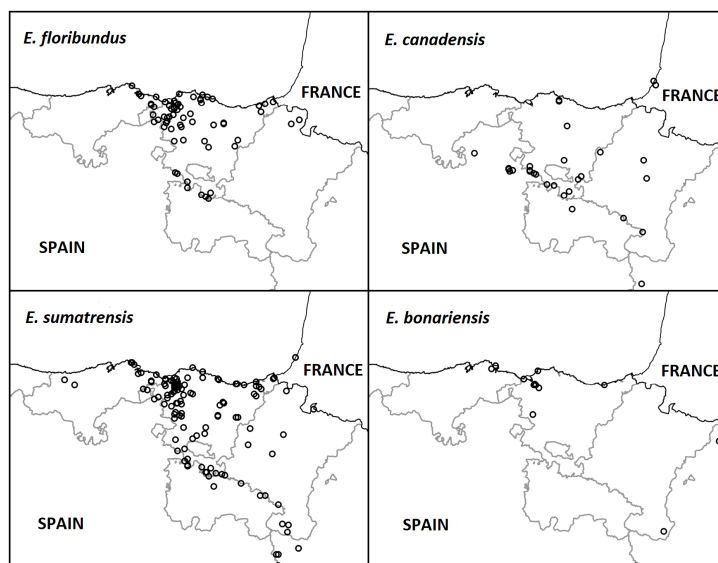 E. floribundus
FRANCE
SPAIN
E. canadensis
FRANCE
SPAIN
E. sumatrensis
FRANCE
SPAIN
E. bonariensis
FRANCE
SPAIN